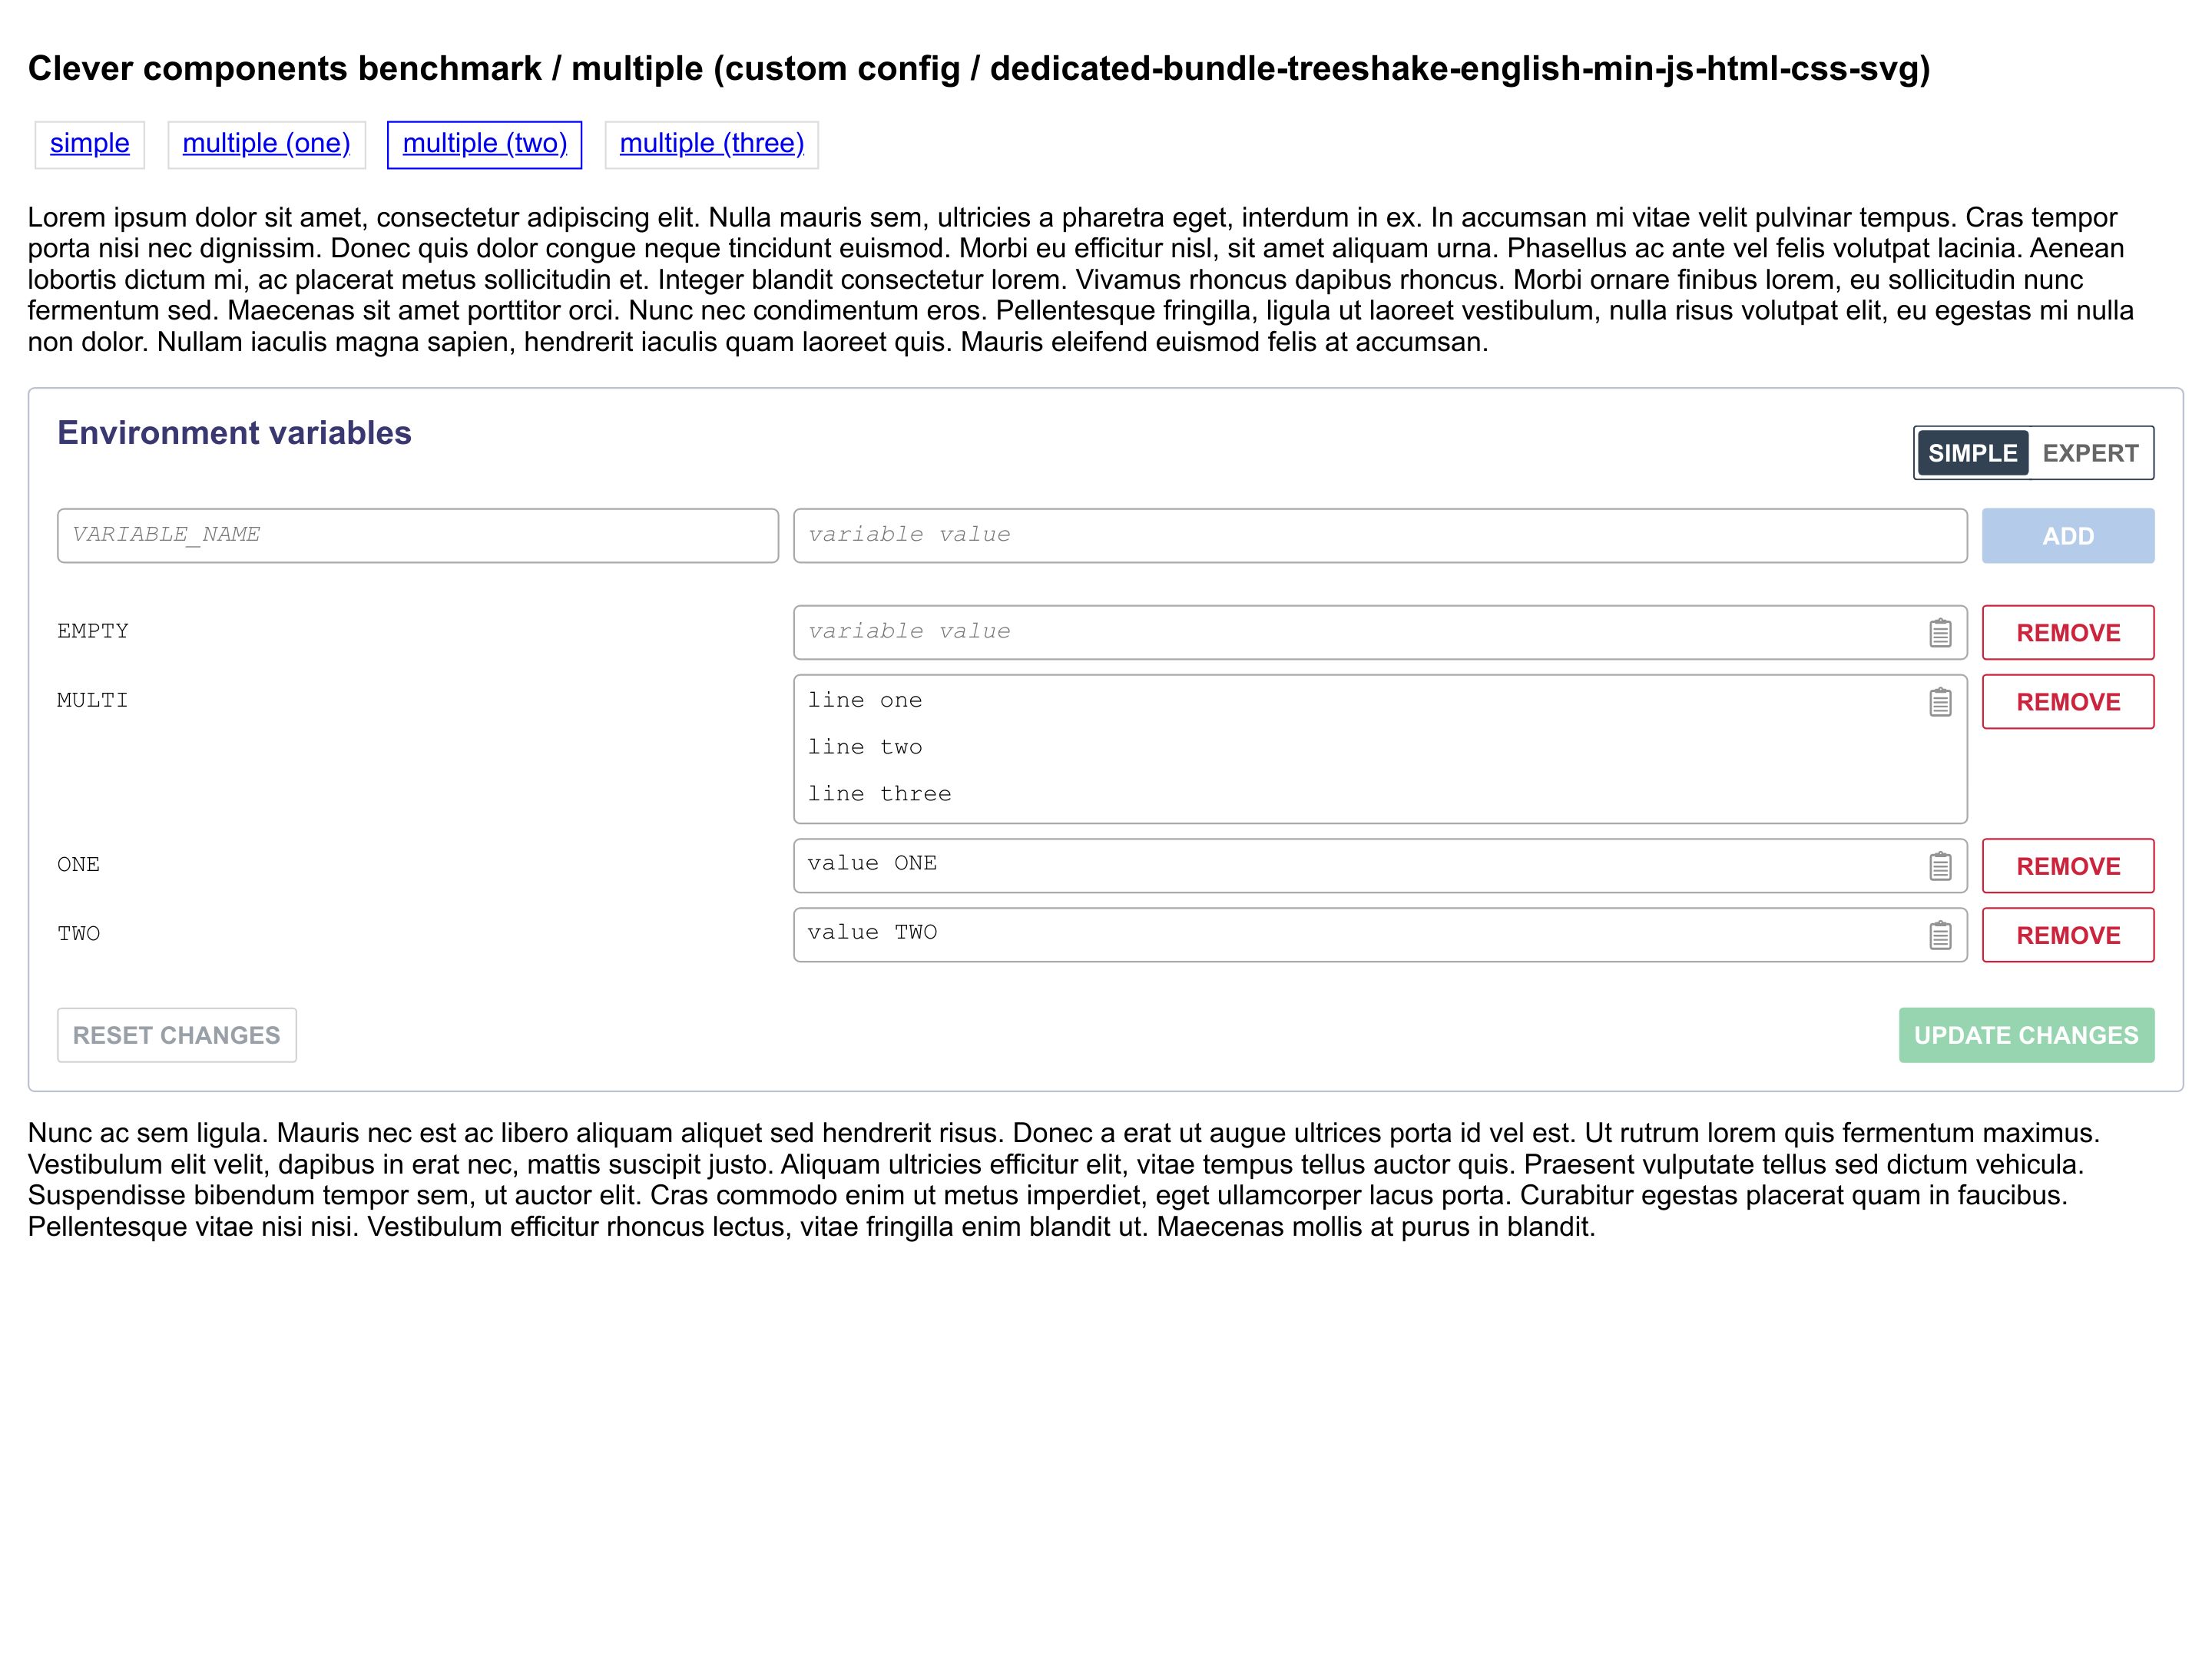 Clever components benchmark / multiple (custom config / dedicated-bundle-treeshake-english-min-js-html-css-svg)
simple multiple (one) multiple (two) multiple (three)
Lorem ipsum dolor sit amet, consectetur adipiscing elit. Nulla mauris sem, ultricies a pharetra eget, interdum in ex. In accumsan mi vitae velit pulvinar tempus. Cras tempor
porta nisi nec dignissim. Donec quis dolor congue neque tincidunt euismod. Morbi eu efficitur nisl, sit amet aliquam urna. Phasellus ac ante vel felis volutpat lacinia. Aenean
lobortis dictum mi, ac placerat metus sollicitudin et. Integer blandit consectetur lorem. Vivamus rhoncus dapibus rhoncus. Morbi ornare finibus lorem, eu sollicitudin nunc
fermentum sed. Maecenas sit amet porttitor orci. Nunc nec condimentum eros. Pellentesque fringilla, ligula ut laoreet vestibulum, nulla risus volutpat elit, eu egestas mi nulla
non dolor. Nullam iaculis magna sapien, hendrerit iaculis quam laoreet quis. Mauris eleifend euismod felis at accumsan.
Environment variables
SIMPLE EXPERT
VARIABLE_NAME variable value ADD
EMPTY variable value REMOVE
MULTI line one REMOVE
line two
line three
ONE value ONE REMOVE
TWO value TWO REMOVE
RESET CHANGES UPDATE CHANGES
Nunc ac sem ligula. Mauris nec est ac libero aliquam aliquet sed hendrerit risus. Donec a erat ut augue ultrices porta id vel est. Ut rutrum lorem quis fermentum maximus.
Vestibulum elit velit, dapibus in erat nec, mattis suscipit justo. Aliquam ultricies efficitur elit, vitae tempus tellus auctor quis. Praesent vulputate tellus sed dictum vehicula.
Suspendisse bibendum tempor sem, ut auctor elit. Cras commodo enim ut metus imperdiet, eget ullamcorper lacus porta. Curabitur egestas placerat quam in faucibus.
Pellentesque vitae nisi nisi. Vestibulum efficitur rhoncus lectus, vitae fringilla enim blandit ut. Maecenas mollis at purus in blandit.